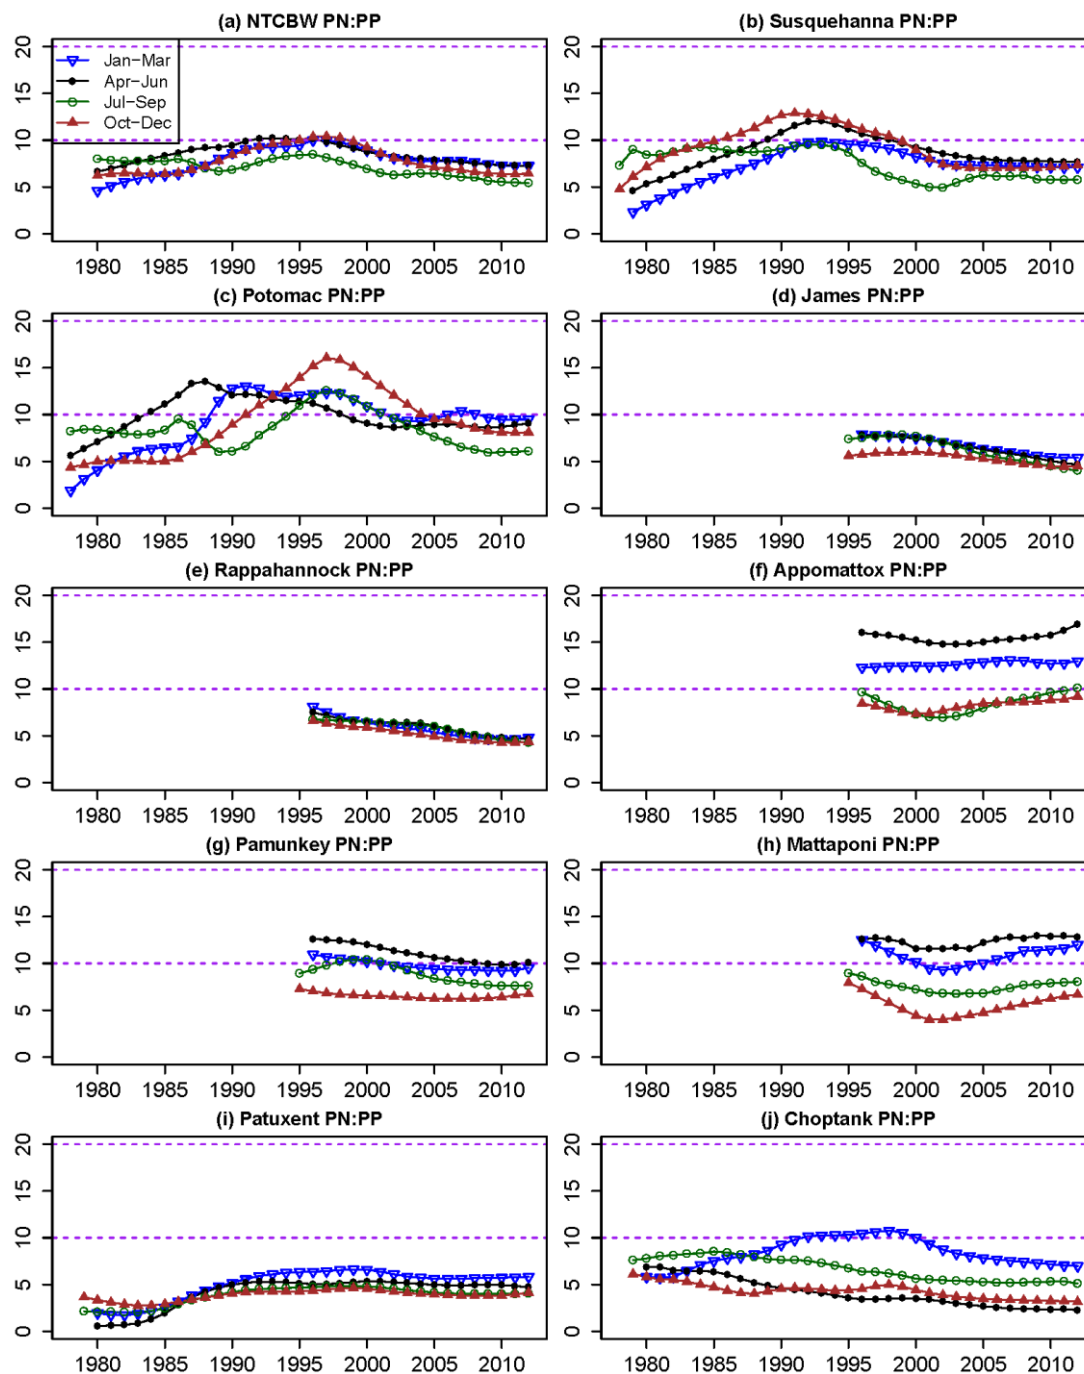 (a) NTCBW PN:PP
20
15
10
5
0
Jan-Mar
Apr-Jun
Jul-Sep
Oct-Dec
1980 1985 1990 1995 2000 2005 2010
(b) Susquehanna PN:PP
20
15
10
5
0
1980 1985 1990 1995 2000 2005 2010
(c) Potomac PN:PP
20
15
10
5
0
1980 1985 1990 1995 2000 2005 2010
(d) James PN:PP
20
15
10
5
0
1980 1985 1990 1995 2000 2005 2010
(e) Rappahannock PN:PP
20
15
10
5
0
1980 1985 1990 1995 2000 2005 2010
(f) Appomattox PN:PP
20
15
10
5
0
1980 1985 1990 1995 2000 2005 2010
(g) Pamunkey PN:PP
20
15
10
5
0
1980 1985 1990 1995 2000 2005 2010
(h) Mattaponi PN:PP
20
15
10
5
0
1980 1985 1990 1995 2000 2005 2010
(i) Patuxent PN:PP
20
15
10
5
0
1980 1985 1990 1995 2000 2005 2010
(j) Choptank PN:PP
20
15
10
5
0
1980 1985 1990 1995 2000 2005 2010